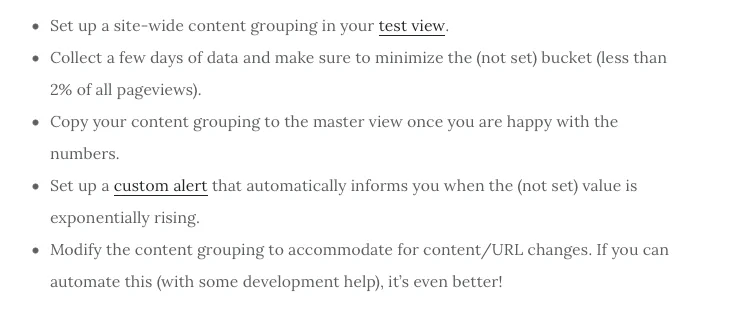 • Set up a site-wide content grouping in your test view.
• Collect a few days of data and make sure to minimize the (not set) bucket (less than
2% of all pageviews).
• Copy your content grouping to the master view once you are happy with the
numbers.
• Set up a custom alert that automatically informs you when the (not set) value is
exponentially rising.
• Modify the content grouping to accommodate for content/URL changes. If you can
automate this (with some development help), it’s even better!